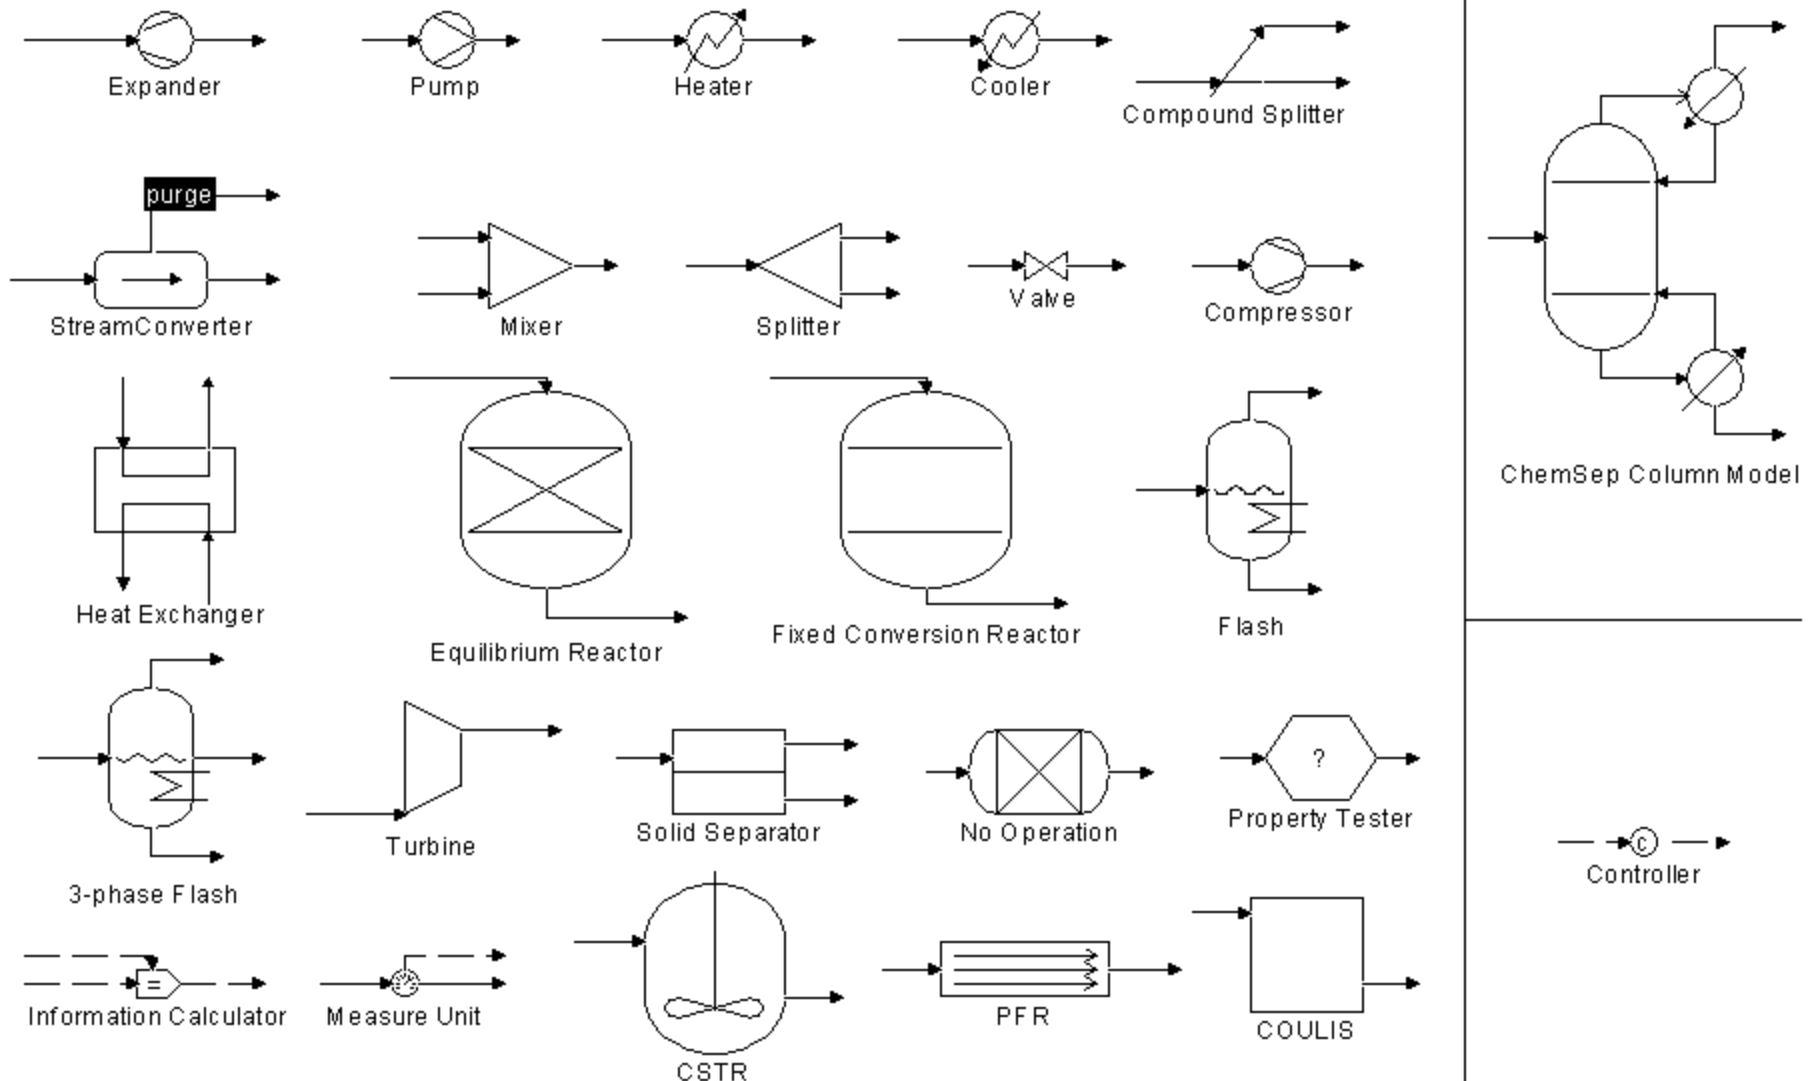 Expander
Pump
Heater
Cooler
Compound Splitter
purge
StreamConverter
Mixer
Splitter
Valve
Compressor
ChemSep Column Model
Heat Exchanger
Equilibrium Reactor
Fixed Conversion Reactor
Flash
?
3-phase Flash
Turbine
Solid Separator
No Operation
Property Tester
C
Controller
=
Information Calculator
Measure Unit
CSTR
PFR
COULIS